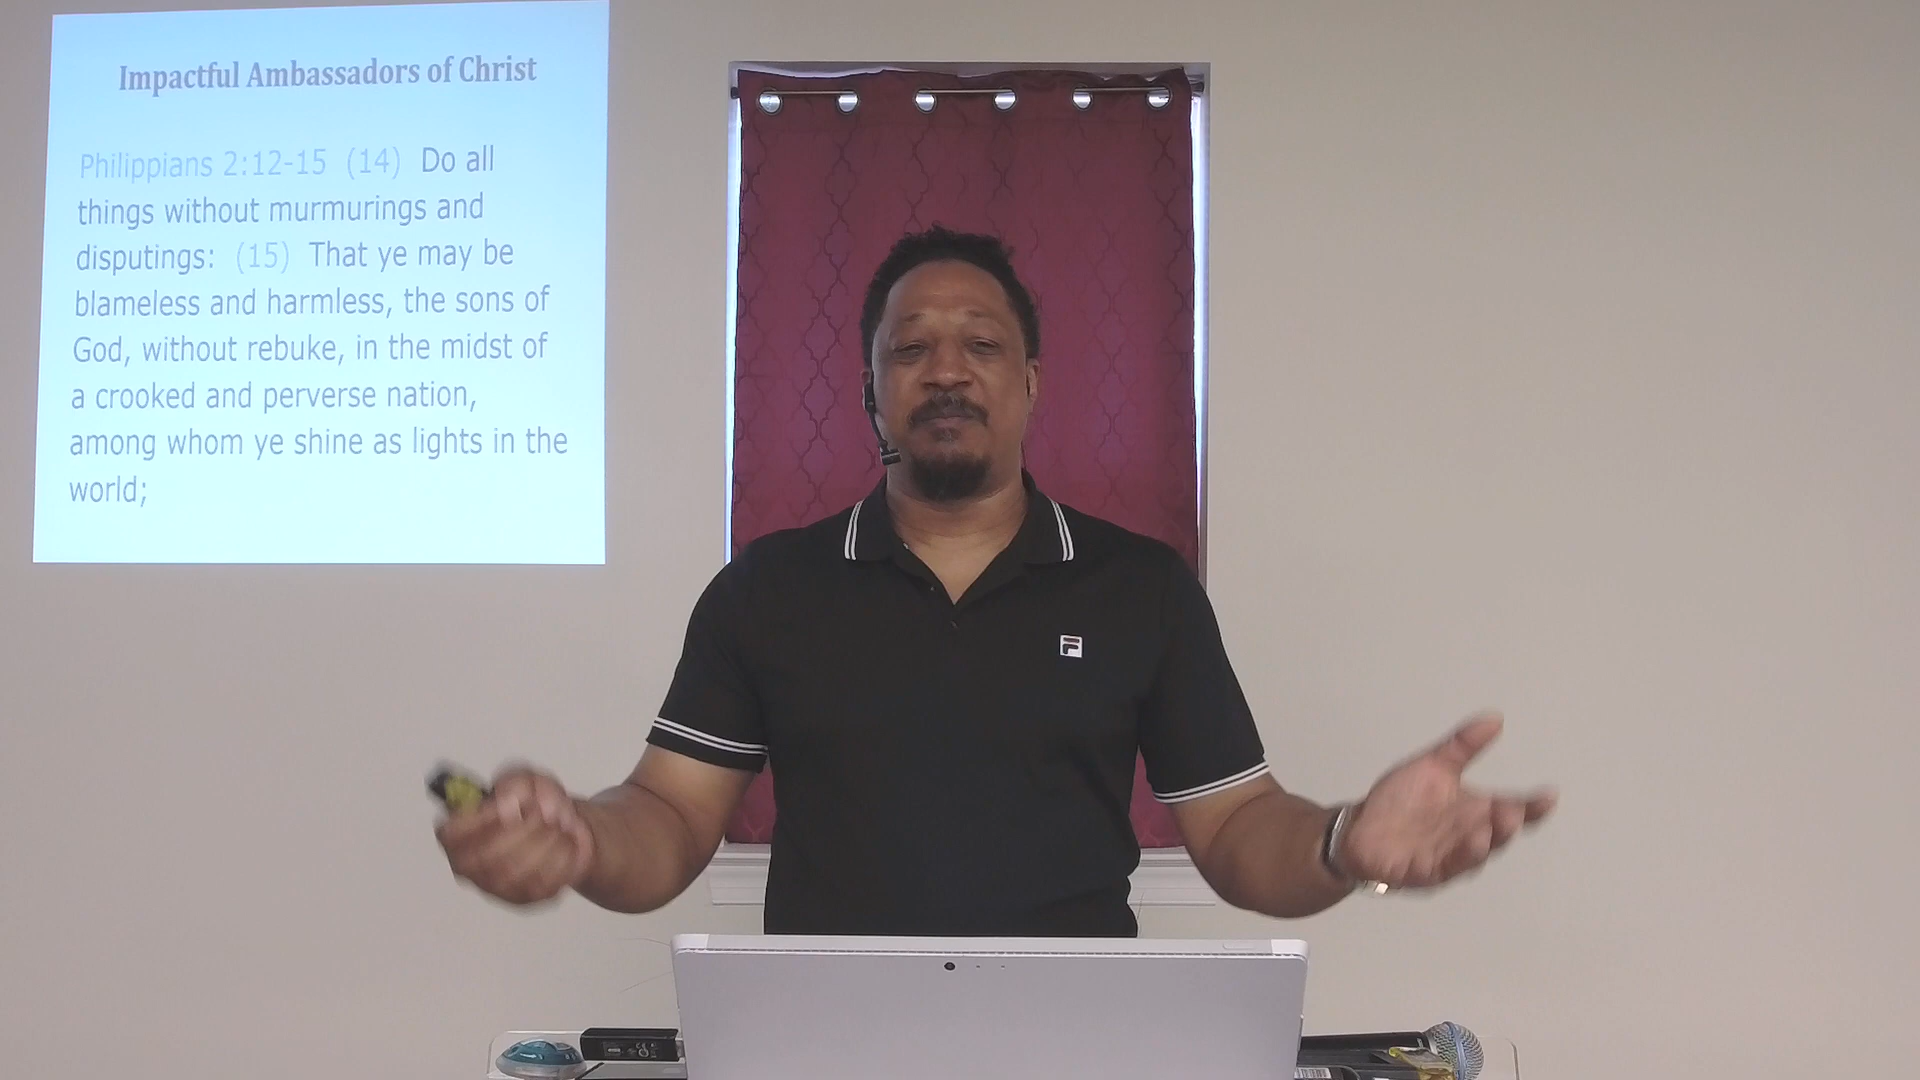 Impactful Ambassadors of Christ
Philippians 2:12-15 (14) Do all
things without murmurings and
disputings: (15) That ye may be
blameless and harmless, the sons of
God, without rebuke, in the midst of
a crooked and perverse nation,
among whom ye shine as lights in the
world;